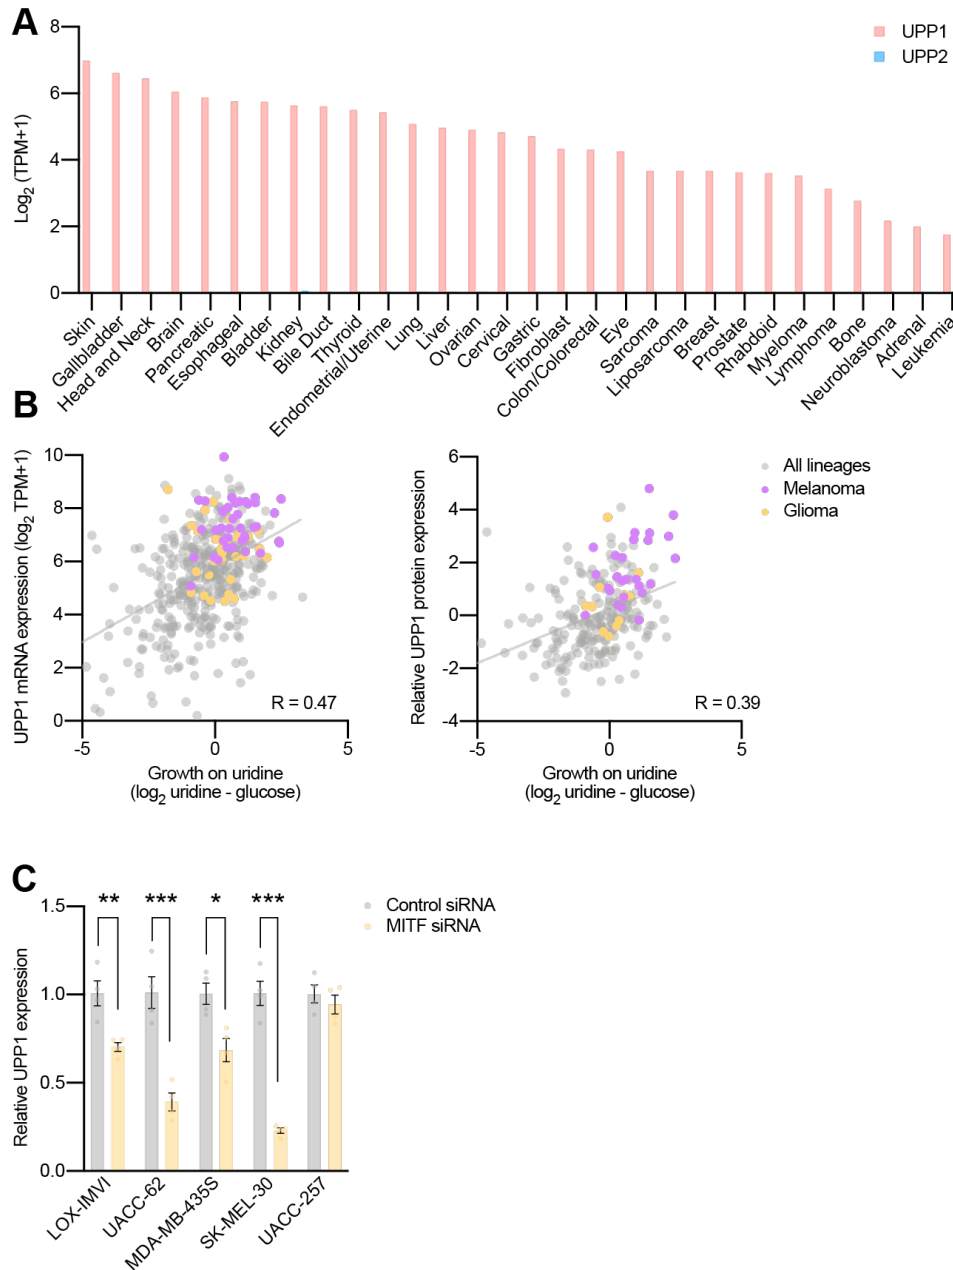 A
8
6
4
2
0
Log2 (TPM+1)
UPP1
UPP2
Skin
Gallbladder
Head and Neck
Brain
Pancreatic
Esophageal
Bladder
Kidney
Bile Duct
Thyroid
Endometrial/Uterine
Lung
Liver
Ovarian
Cervical
Gastric
Fibroblast
Colon/Colorectal
Eye
Sarcoma
Liposarcoma
Breast
Prostate
Rhabdoid
Myeloma
Lymphoma
Bone
Neuroblastoma
Adrenal
Leukemia
B
UPP1 mRNA expression (log2 TPM+1)
10
8
6
4
2
0
R = 0.47
-5 0 5
Growth on uridine
(log2 uridine - glucose)
Relative UPP1 protein expression
6
4
2
0
-2
-4
R = 0.39
-5 0 5
Growth on uridine
(log2 uridine - glucose)
All lineages
Melanoma
Glioma
C
Relative UPP1 expression
1.5
1.0
0.5
0.0
** *** * ***
Control siRNA
MITF siRNA
LOX-IMVI
UACC-62
MDA-MB-435S
SK-MEL-30
UACC-257